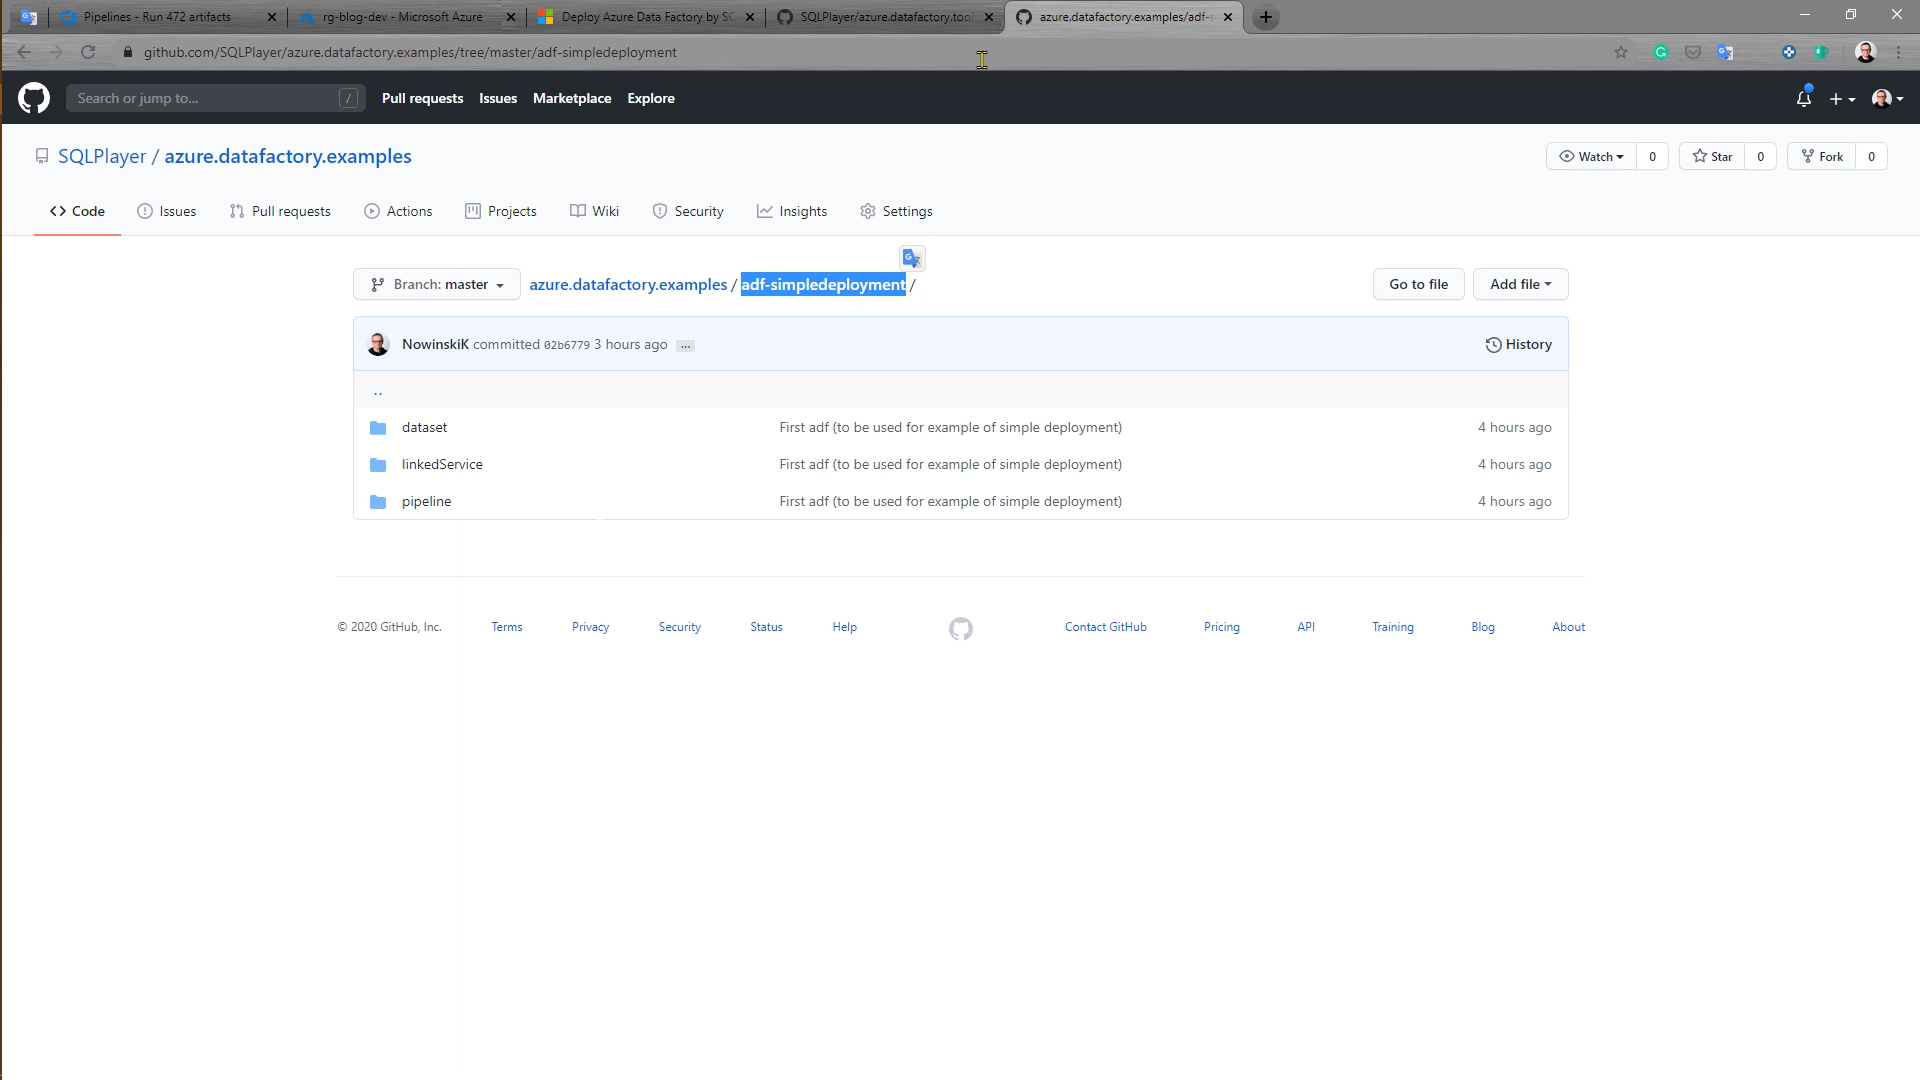 Pipelines - Run 472 artifacts
rg-blog-dev - Microsoft Azure
Deploy Azure Data Factory by SQ
SQLPlayer/azure.datafactory.tool
azure.datafactory.examples/adf-s
github.com/SQLPlayer/azure.datafactory.examples/tree/master/adf-simpledeployment
Search or jump to... /
Pull requests Issues Marketplace Explore
SQLPlayer / azure.datafactory.examples
Watch 0 Star 0 Fork 0
Code Issues Pull requests Actions Projects Wiki Security Insights Settings
Branch: master azure.datafactory.examples / adf-simpledeployment /
Go to file Add file
NowinskiK committed 02b6779 3 hours ago ... History
..
dataset First adf (to be used for example of simple deployment) 4 hours ago
linkedService First adf (to be used for example of simple deployment) 4 hours ago
pipeline First adf (to be used for example of simple deployment) 4 hours ago
© 2020 GitHub, Inc. Terms Privacy Security Status Help Contact GitHub Pricing API Training Blog About